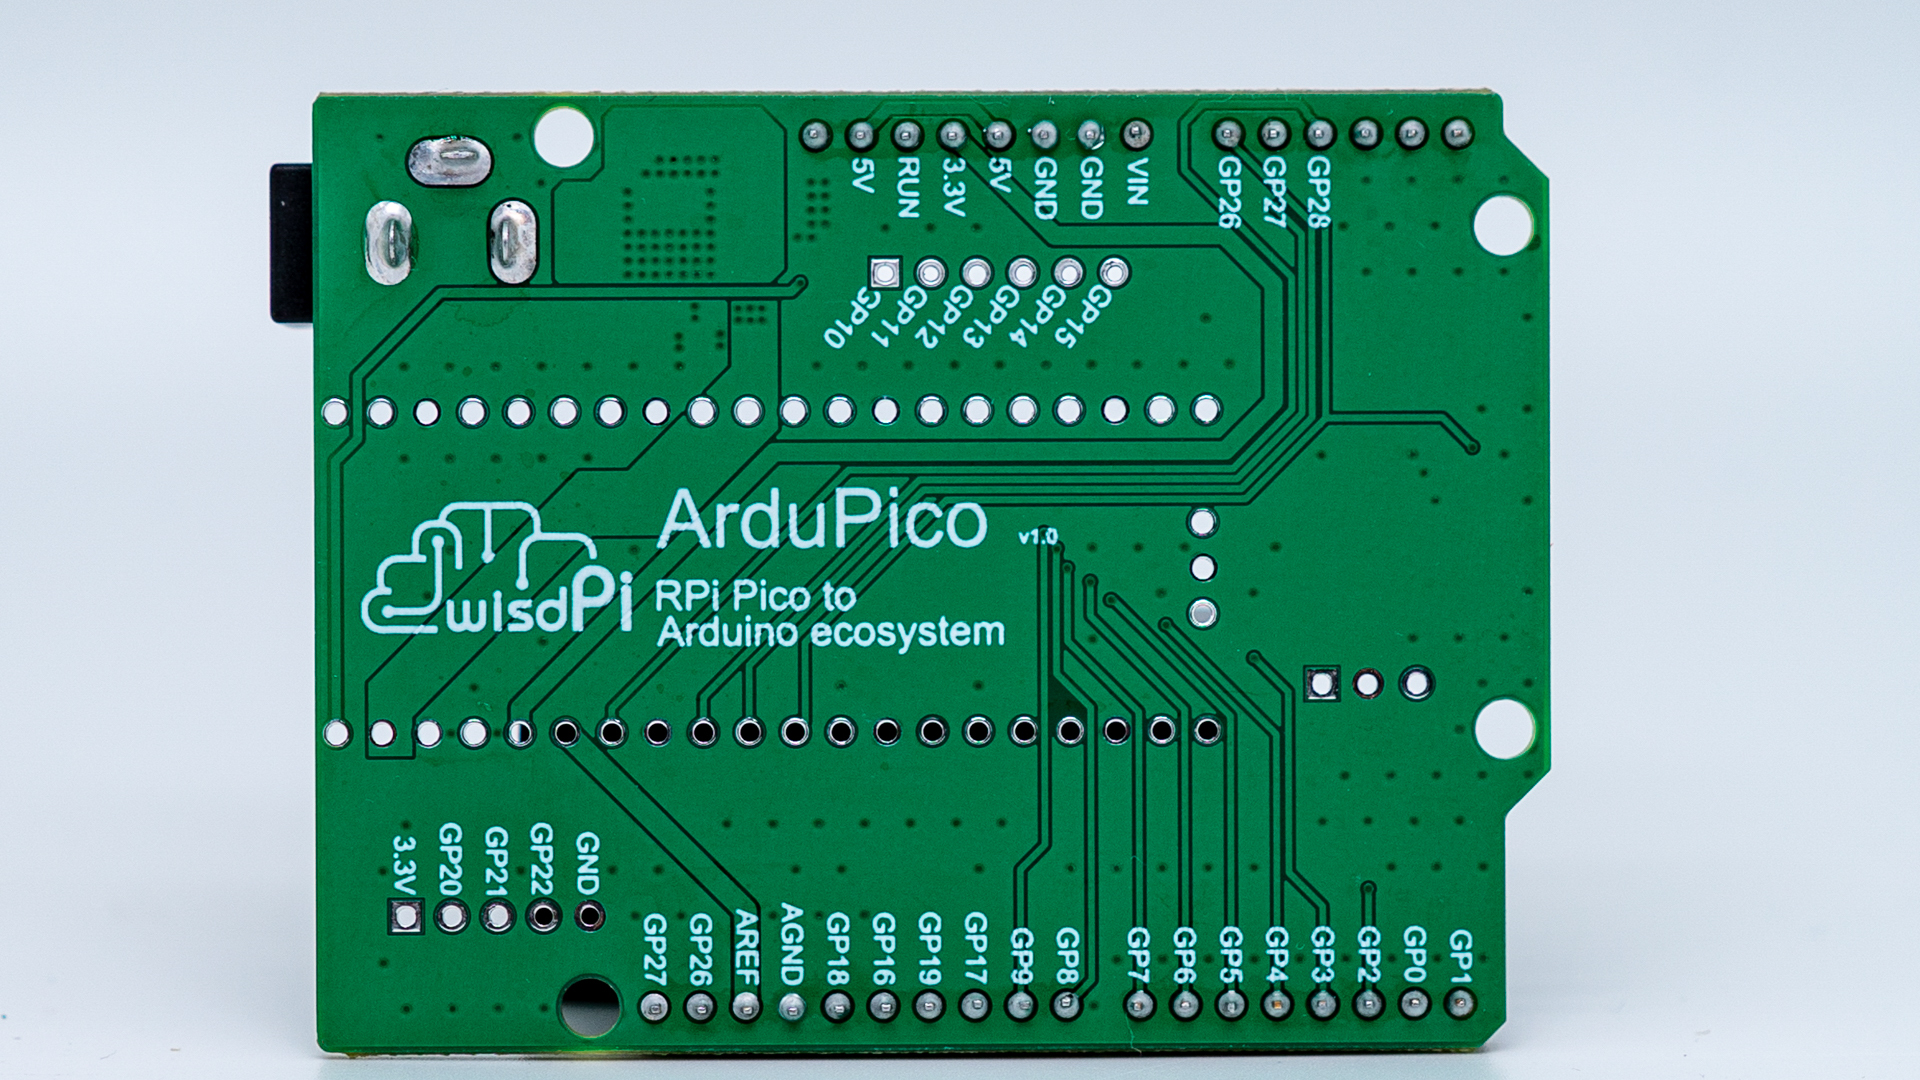 5V
RUN
3.3V
5V
GND
GND
VIN
GP26
GP27
GP28
GP10
GP11
GP12
GP13
GP14
GP15
ArduPico v1.0
wisdPi
RPi Pico to
Arduino ecosystem
3.3V
GP20
GP21
GP22
GND
GP27
GP26
AREF
AGND
GP18
GP16
GP19
GP17
GP9
GP8
GP7
GP6
GP5
GP4
GP3
GP2
GP0
GP1